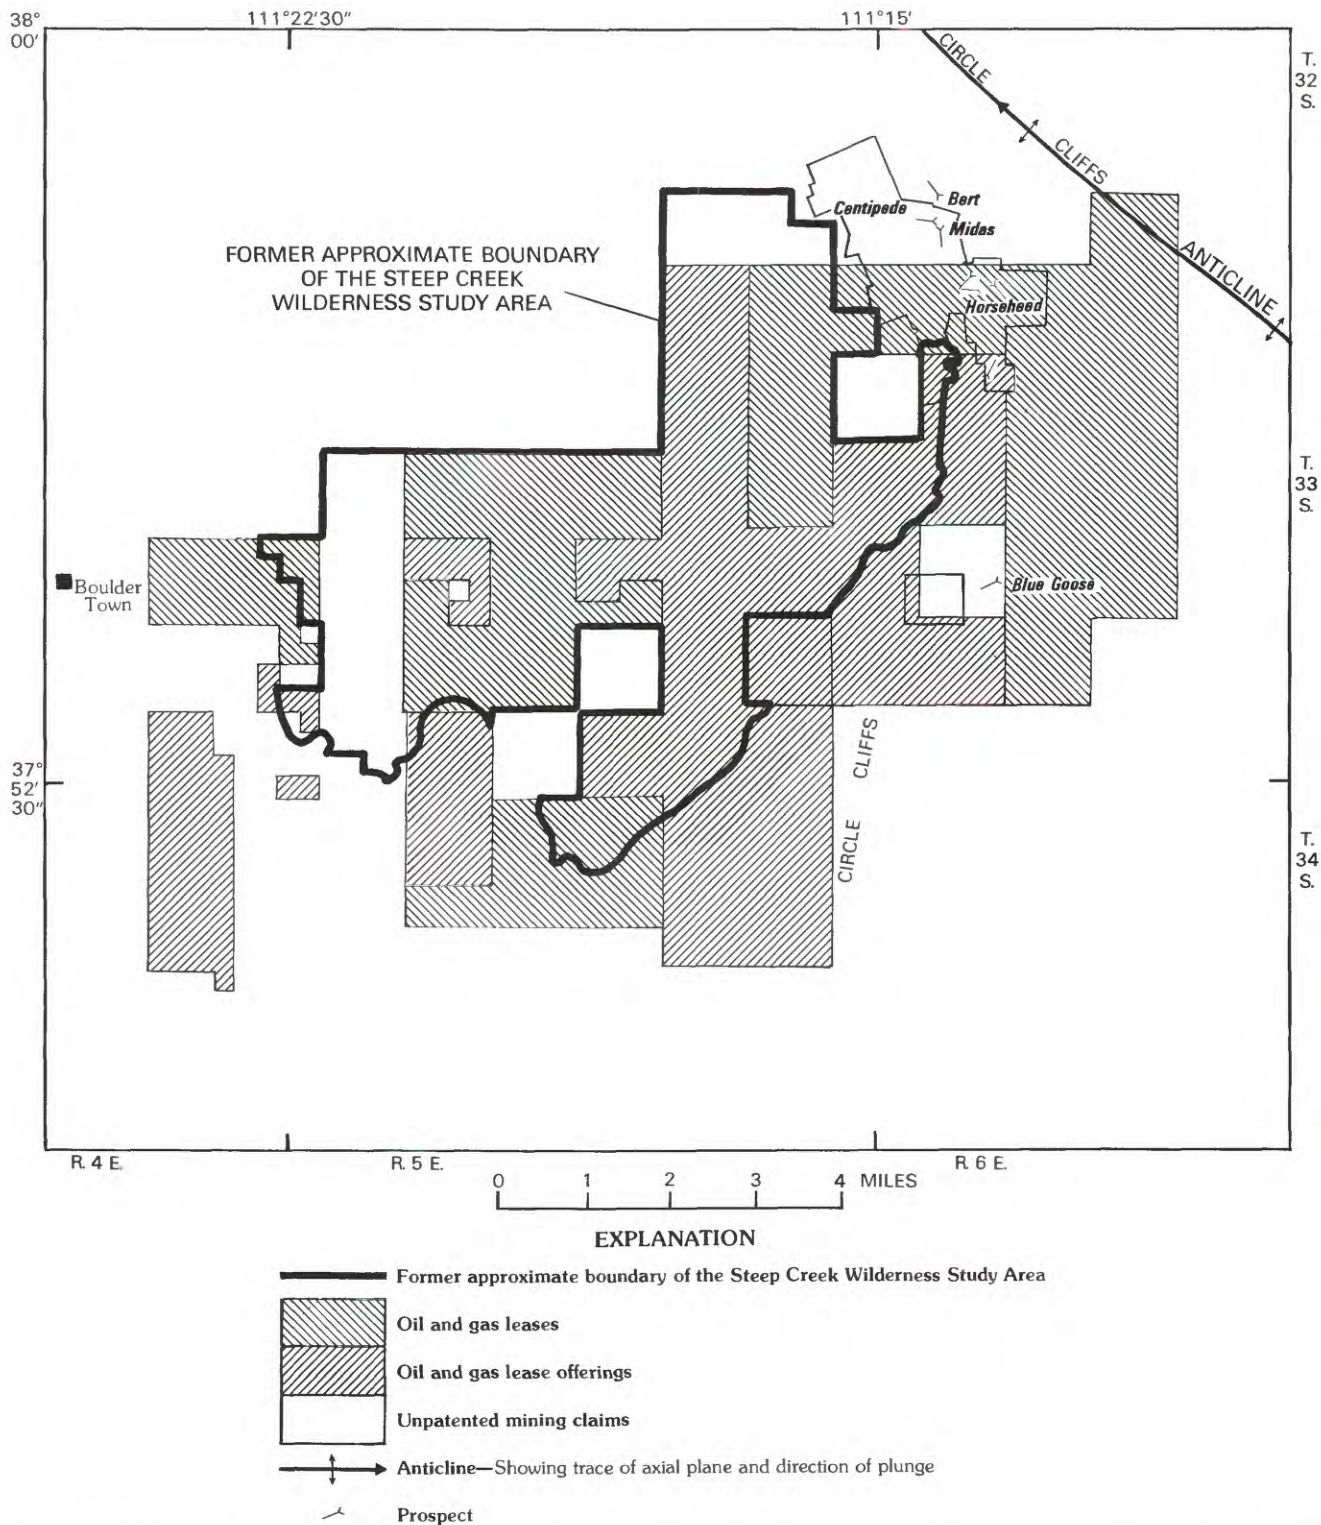 38°
00'
111°22'30"
111°15'
T.
32
S.
CIRCLE
CLIFFS
ANTICLINE
Centipede
Bert
Midas
Horsehead
FORMER APPROXIMATE BOUNDARY
OF THE STEEP CREEK
WILDERNESS STUDY AREA
T.
33
S.
Boulder
Town
Blue Goose
37°
52'
30"
CIRCLE CLIFFS
T.
34
S.
R. 4 E.
R. 5 E.
R. 6 E.
0 1 2 3 4 MILES
EXPLANATION
Former approximate boundary of the Steep Creek Wilderness Study Area
Oil and gas leases
Oil and gas lease offerings
Unpatented mining claims
Anticline—Showing trace of axial plane and direction of plunge
Prospect